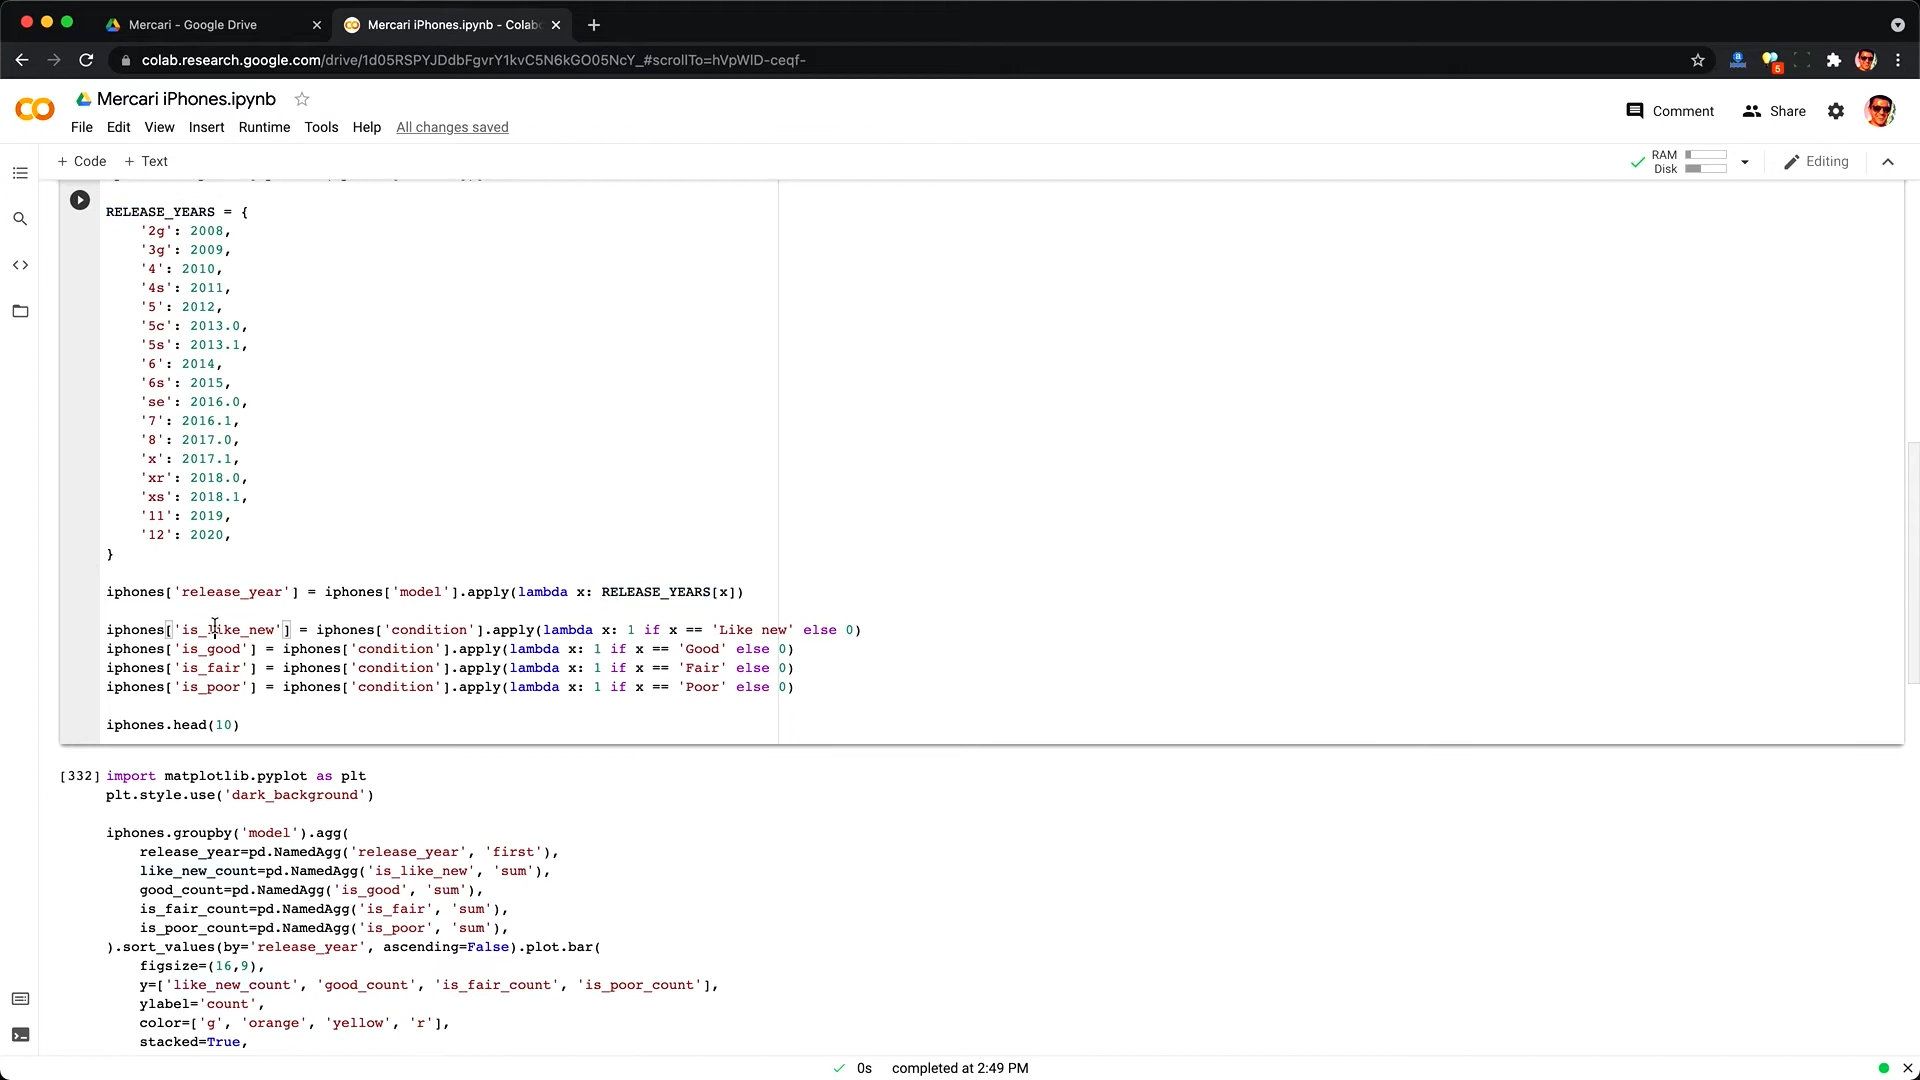 Mercari - Google Drive
Mercari iPhones.ipynb - Colab
colab.research.google.com/drive/1d05RSPYJDdbFgvrY1kvC5N6kGO05NcY_#scrollTo=hVpWlD-ceqf-
5
CO
Mercari iPhones.ipynb
Comment
Share
File Edit View Insert Runtime Tools Help All changes saved
+ Code + Text
RAM
Disk
Editing
RELEASE_YEARS = {
'2g': 2008,
'3g': 2009,
'4': 2010,
'4s': 2011,
'5': 2012,
'5c': 2013.0,
'5s': 2013.1,
'6': 2014,
'6s': 2015,
'se': 2016.0,
'7': 2016.1,
'8': 2017.0,
'x': 2017.1,
'xr': 2018.0,
'xs': 2018.1,
'11': 2019,
'12': 2020,
}
iphones['release_year'] = iphones['model'].apply(lambda x: RELEASE_YEARS[x])
iphones['is_like_new'] = iphones['condition'].apply(lambda x: 1 if x == 'Like new' else 0)
iphones['is_good'] = iphones['condition'].apply(lambda x: 1 if x == 'Good' else 0)
iphones['is_fair'] = iphones['condition'].apply(lambda x: 1 if x == 'Fair' else 0)
iphones['is_poor'] = iphones['condition'].apply(lambda x: 1 if x == 'Poor' else 0)
iphones.head(10)
[332] import matplotlib.pyplot as plt
plt.style.use('dark_background')
iphones.groupby('model').agg(
release_year=pd.NamedAgg('release_year', 'first'),
like_new_count=pd.NamedAgg('is_like_new', 'sum'),
good_count=pd.NamedAgg('is_good', 'sum'),
is_fair_count=pd.NamedAgg('is_fair', 'sum'),
is_poor_count=pd.NamedAgg('is_poor', 'sum'),
).sort_values(by='release_year', ascending=False).plot.bar(
figsize=(16,9),
y=['like_new_count', 'good_count', 'is_fair_count', 'is_poor_count'],
ylabel='count',
color=['g', 'orange', 'yellow', 'r'],
stacked=True,
0s completed at 2:49 PM